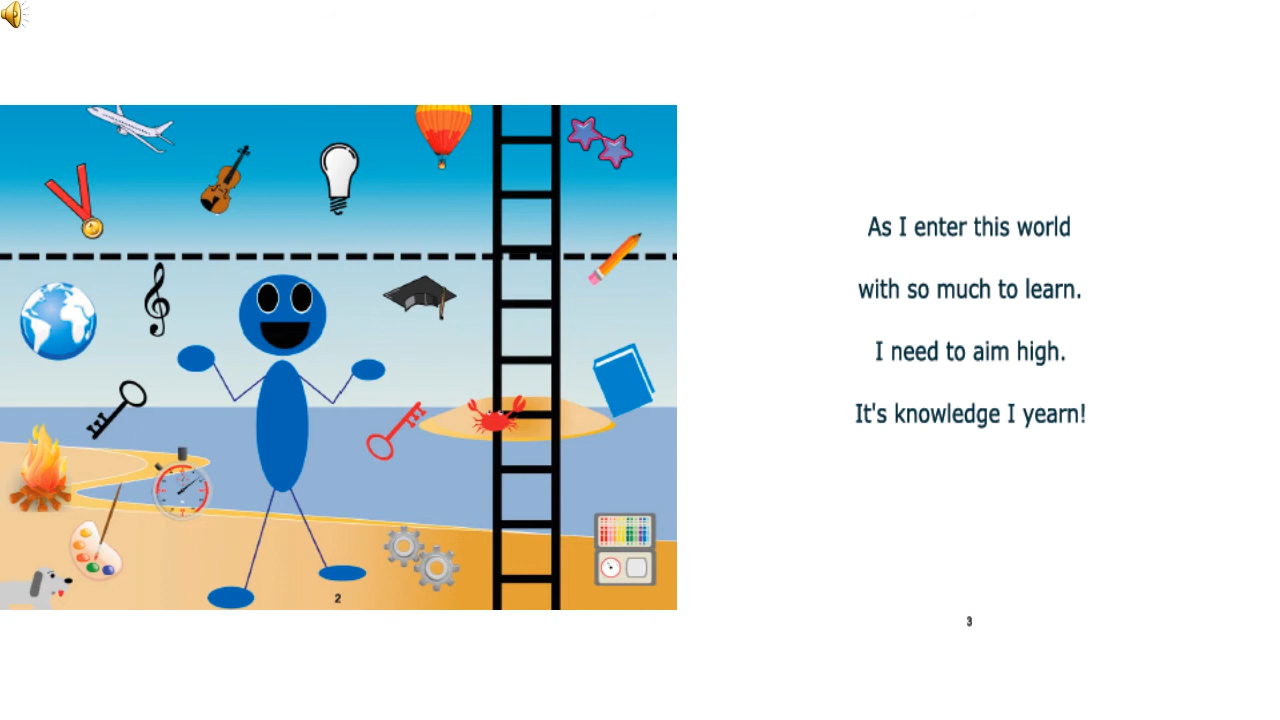 2
As I enter this world
with so much to learn.
I need to aim high.
It's knowledge I yearn!
3